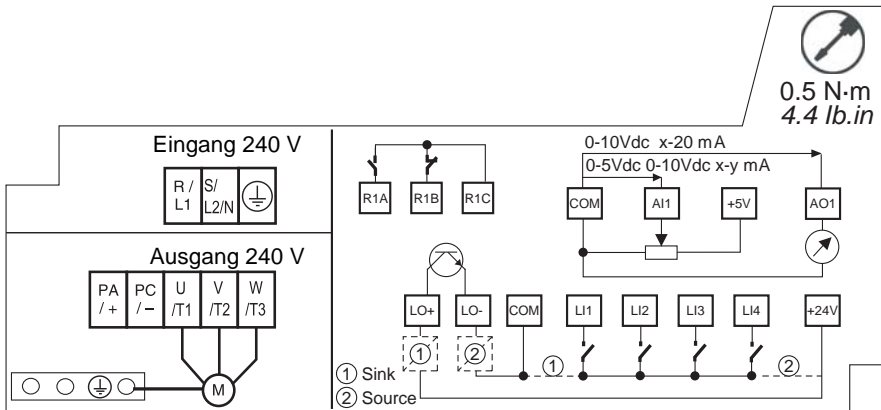 0.5 N·m
4.4 lb.in
Eingang 240 V
R / L1
S/ L2/N
Ausgang 240 V
PA / +
PC / –
U /T1
V /T2
W /T3
M
R1A
R1B
R1C
0-10Vdc x-20 mA
0-5Vdc 0-10Vdc x-y mA
COM
AI1
+5V
AO1
LO+
LO-
COM
LI1
LI2
LI3
LI4
+24V
①
②
①
②
① Sink
② Source